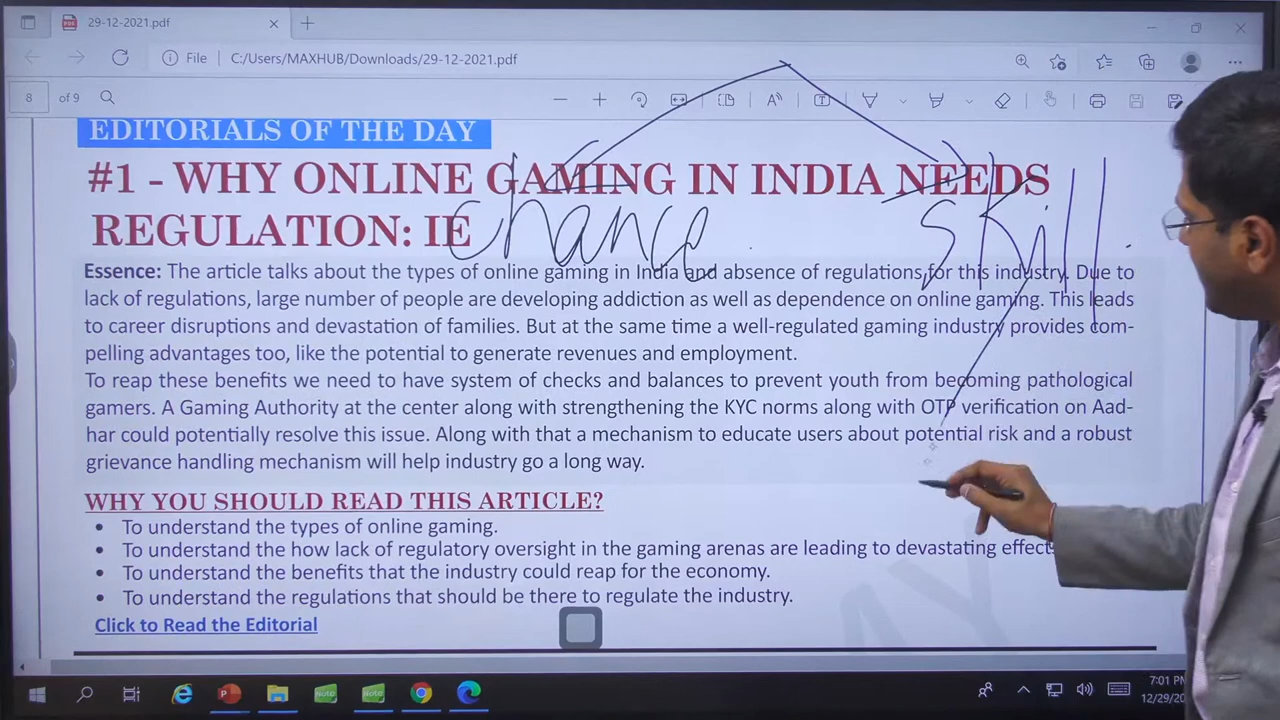 29-12-2021.pdf
File
C:/Users/MAXHUB/Downloads/29-12-2021.pdf
8 of 9
EDITORIALS OF THE DAY
#1 - WHY ONLINE GAMING IN INDIA NEEDS
REGULATION: IE
chance
skill
Essence: The article talks about the types of online gaming in India and absence of regulations for this industry. Due to
lack of regulations, large number of people are developing addiction as well as dependence on online gaming. This leads
to career disruptions and devastation of families. But at the same time a well-regulated gaming industry provides com-
pelling advantages too, like the potential to generate revenues and employment.
To reap these benefits we need to have system of checks and balances to prevent youth from becoming pathological
gamers. A Gaming Authority at the center along with strengthening the KYC norms along with OTP verification on Aad-
har could potentially resolve this issue. Along with that a mechanism to educate users about potential risk and a robust
grievance handling mechanism will help industry go a long way.
WHY YOU SHOULD READ THIS ARTICLE?
• To understand the types of online gaming.
• To understand the how lack of regulatory oversight in the gaming arenas are leading to devastating effect
• To understand the benefits that the industry could reap for the economy.
• To understand the regulations that should be there to regulate the industry.
Click to Read the Editorial
7:01 PM